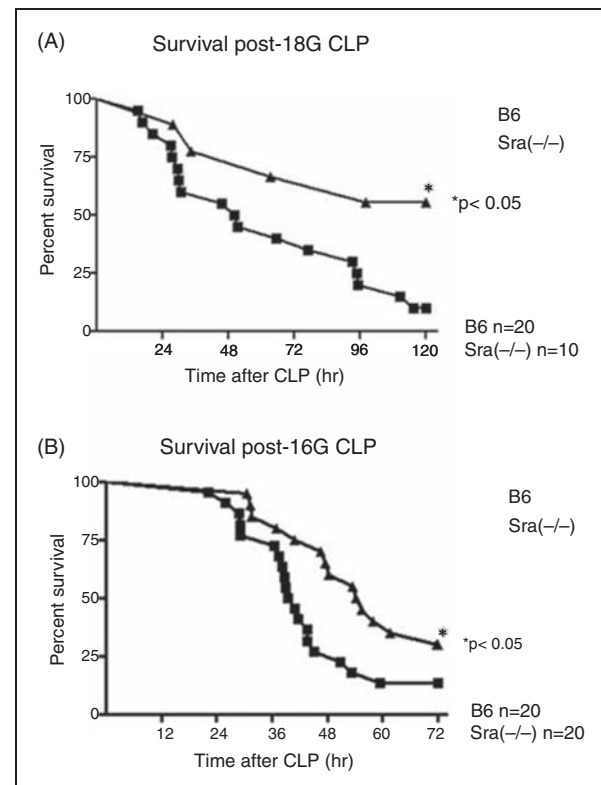 (A) Survival post-18G CLP
100
75
50
25
0
Percent survival
24 48 72 96 120
Time after CLP (hr)
B6
Sra(–/–)
*
*p< 0.05
B6 n=20
Sra(–/–) n=10
(B) Survival post-16G CLP
100
75
50
25
0
Percent survival
12 24 36 48 60 72
Time after CLP (hr)
B6
Sra(–/–)
*
*p< 0.05
B6 n=20
Sra(–/–) n=20